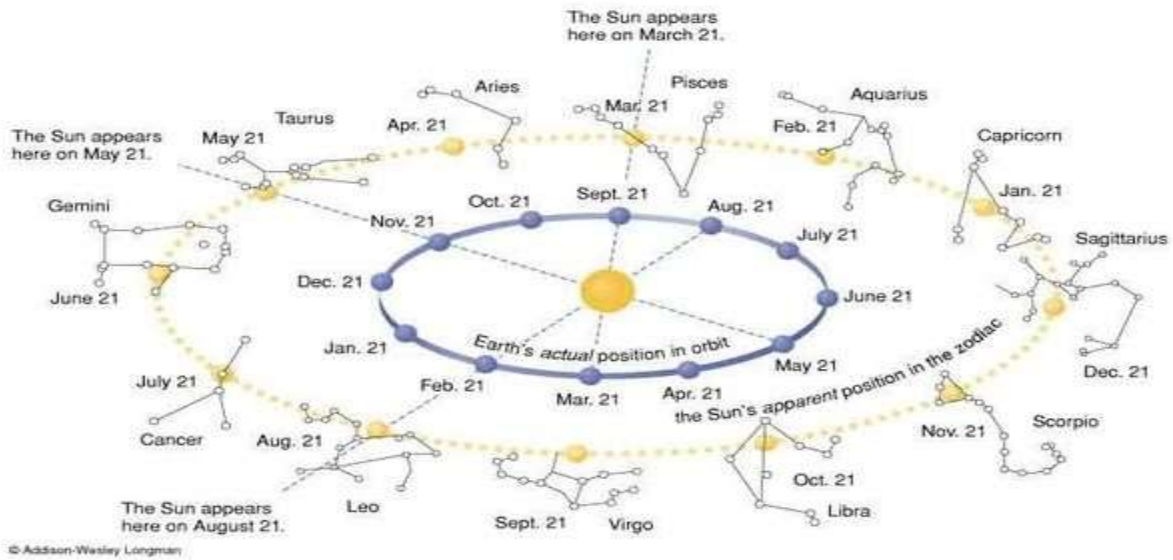 The Sun appears
here on March 21.
Aries
Pisces
Mar. 21
Aquarius
Taurus
Apr. 21
Feb. 21
Capricorn
The Sun appears
here on May 21.
May 21
Jan. 21
Gemini
Sagittarius
June 21
Dec. 21
July 21
Cancer
Aug. 21
Leo
Sept. 21
Virgo
Oct. 21
Libra
Nov. 21
Scorpio
Oct. 21
Sept. 21
Aug. 21
Nov. 21
July 21
Dec. 21
June 21
Jan. 21
Earth's actual position in orbit
May 21
Feb. 21
Mar. 21
Apr. 21
the Sun's apparent position in the zodiac
The Sun appears
here on August 21.
© Addison-Wesley Longman